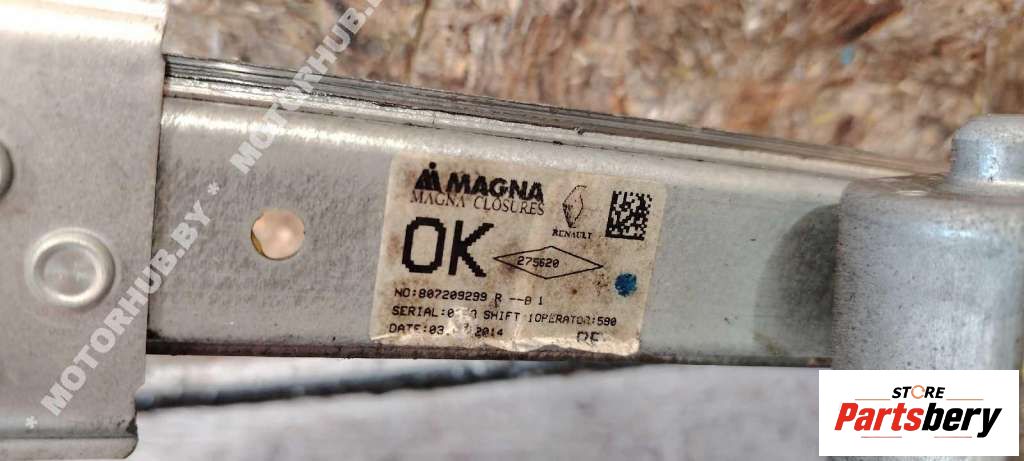 * MOTORHUB.BY * MOTORHUB.BY
MAGNA
MAGNA CLOSURES
RENAULT
OK
275620
NO:807209299 R --B 1
SHIFT:1OPERATOR:590
2014
STORE
Partsbery